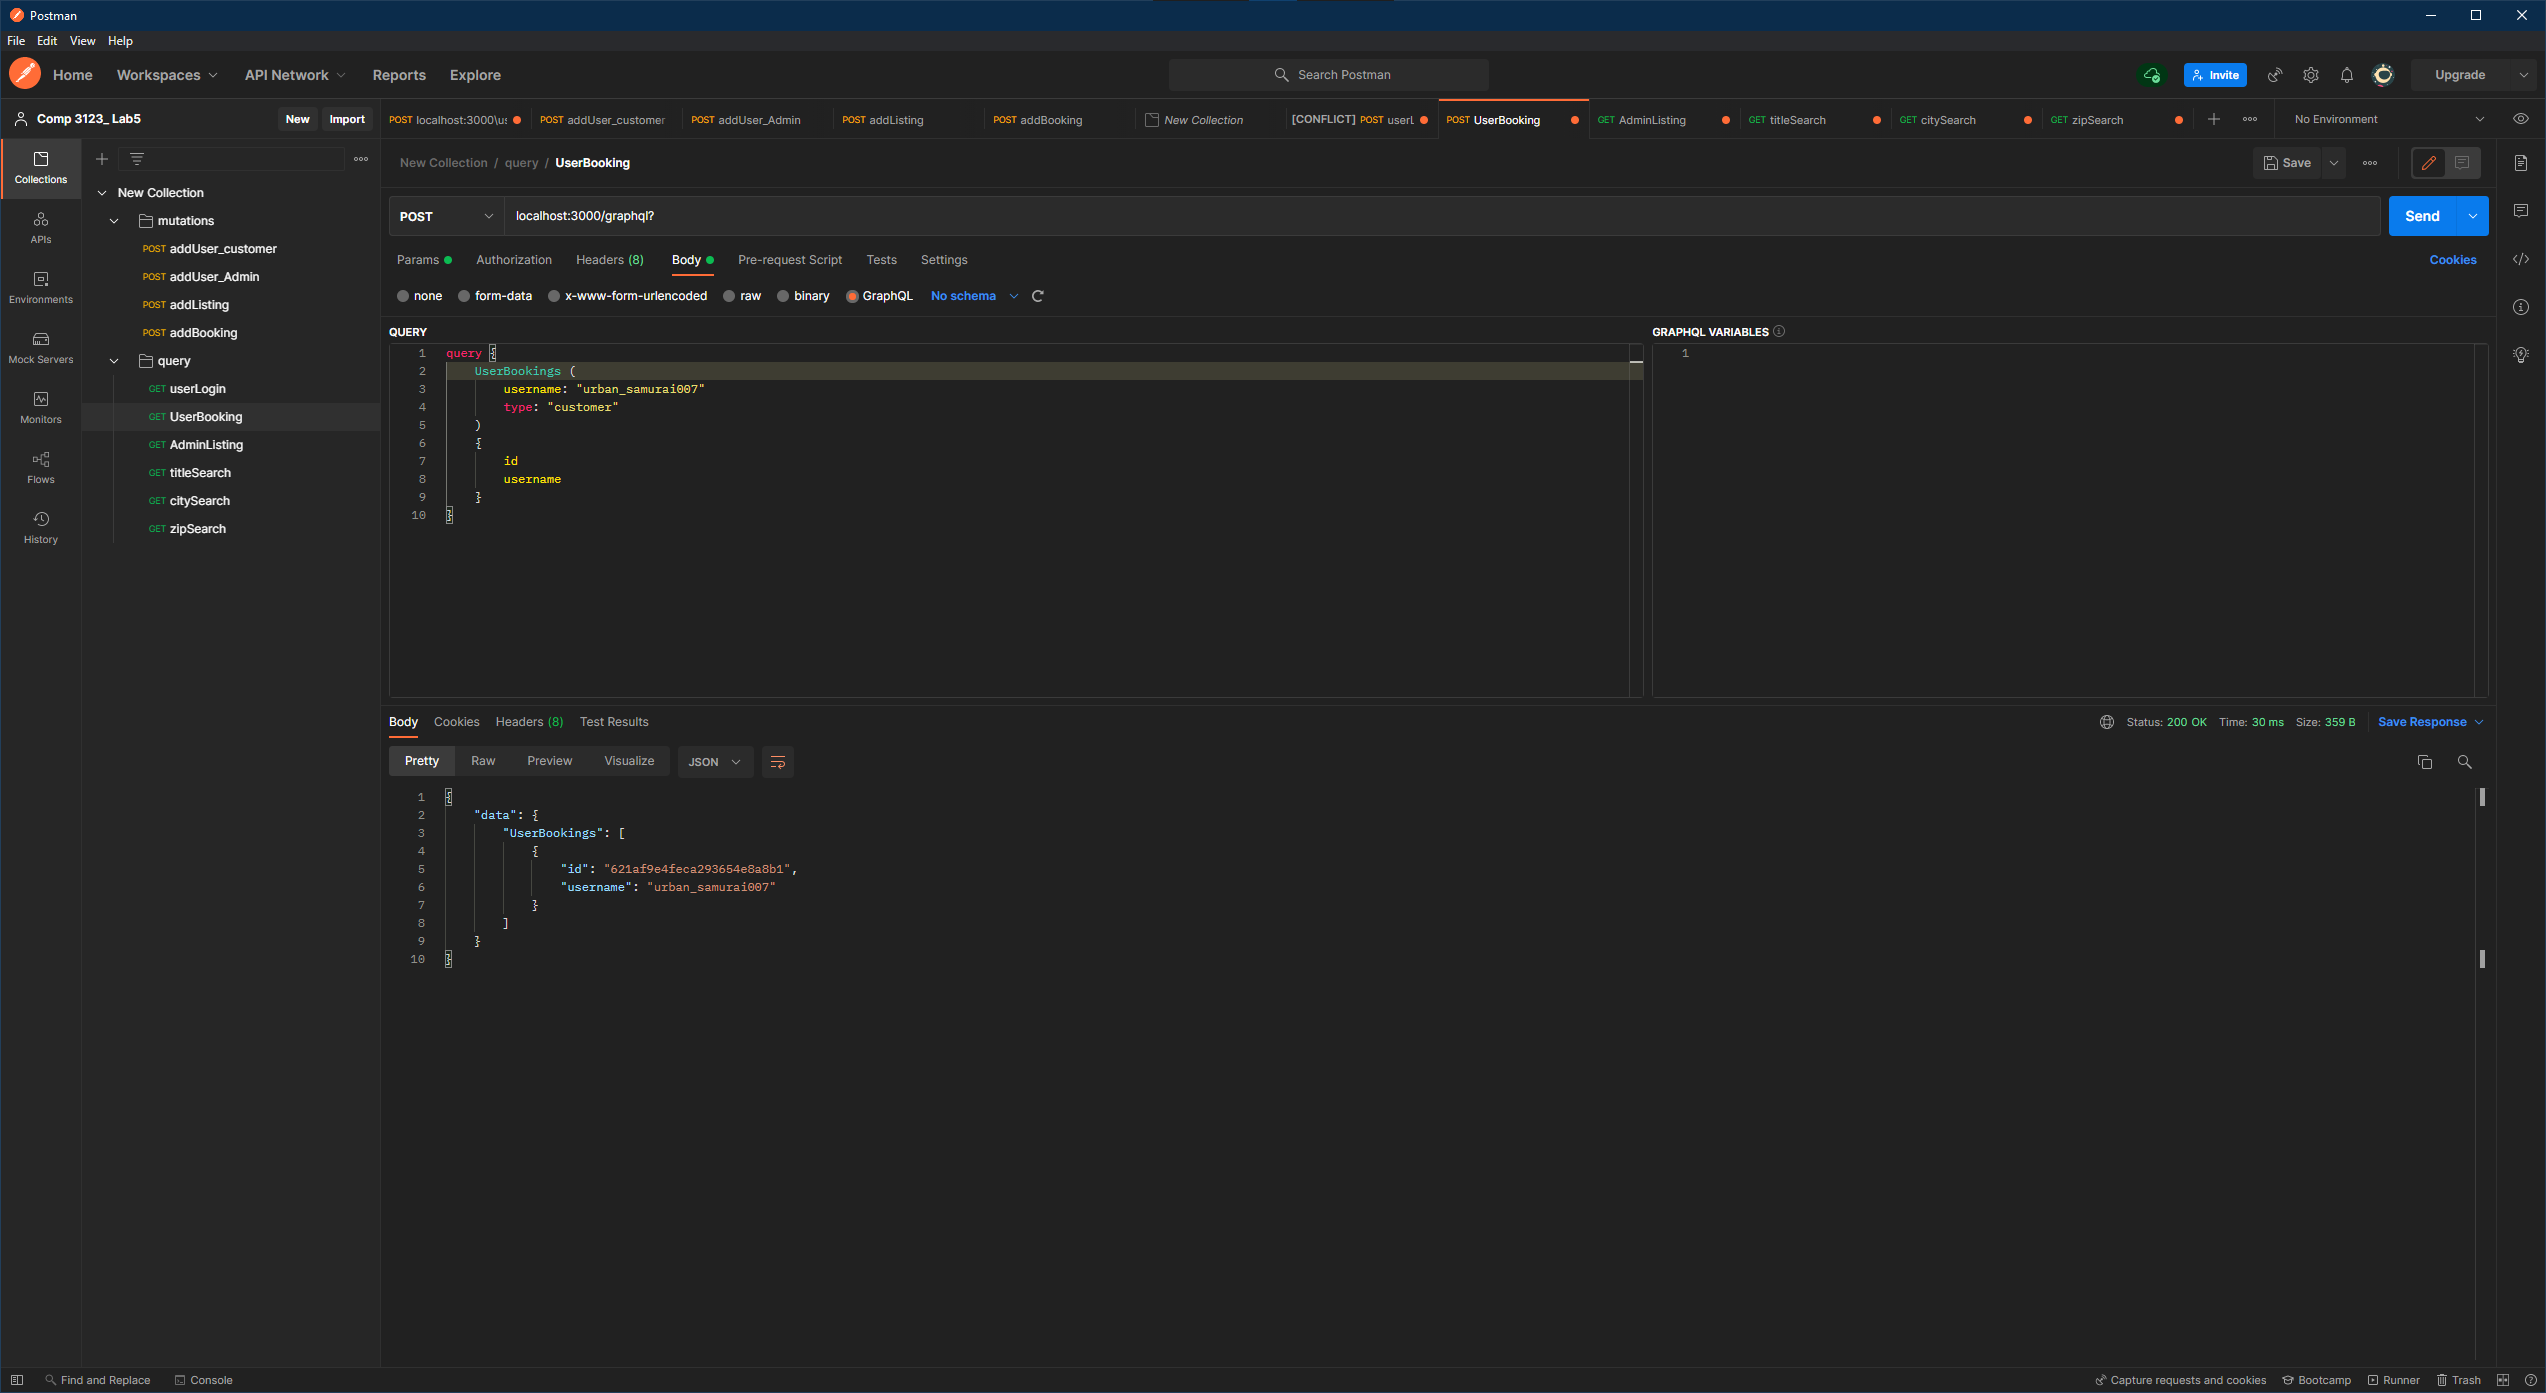 Postman
File Edit View Help
Home Workspaces API Network Reports Explore Search Postman Invite Upgrade
Comp 3123_ Lab5 New Import
POST localhost:3000\us POST addUser_customer POST addUser_Admin POST addListing POST addBooking New Collection [CONFLICT] POST userL POST UserBooking GET AdminListing GET titleSearch GET citySearch GET zipSearch No Environment
Collections
APIs
Environments
Mock Servers
Monitors
Flows
History
New Collection
mutations
POST addUser_customer
POST addUser_Admin
POST addListing
POST addBooking
query
GET userLogin
GET UserBooking
GET AdminListing
GET titleSearch
GET citySearch
GET zipSearch
New Collection / query / UserBooking Save
POST localhost:3000/graphql? Send
Params Authorization Headers (8) Body Pre-request Script Tests Settings Cookies
none form-data x-www-form-urlencoded raw binary GraphQL No schema
QUERY
1 query {
2 UserBookings (
3 username: "urban_samurai007"
4 type: "customer"
5 )
6 {
7 id
8 username
9 }
10 }
GRAPHQL VARIABLES
1
Body Cookies Headers (8) Test Results Status: 200 OK Time: 30 ms Size: 359 B Save Response
Pretty Raw Preview Visualize JSON
1 {
2 "data": {
3 "UserBookings": [
4 {
5 "id": "621af9e4feca293654e8a8b1",
6 "username": "urban_samurai007"
7 }
8 ]
9 }
10 }
Find and Replace Console Capture requests and cookies Bootcamp Runner Trash